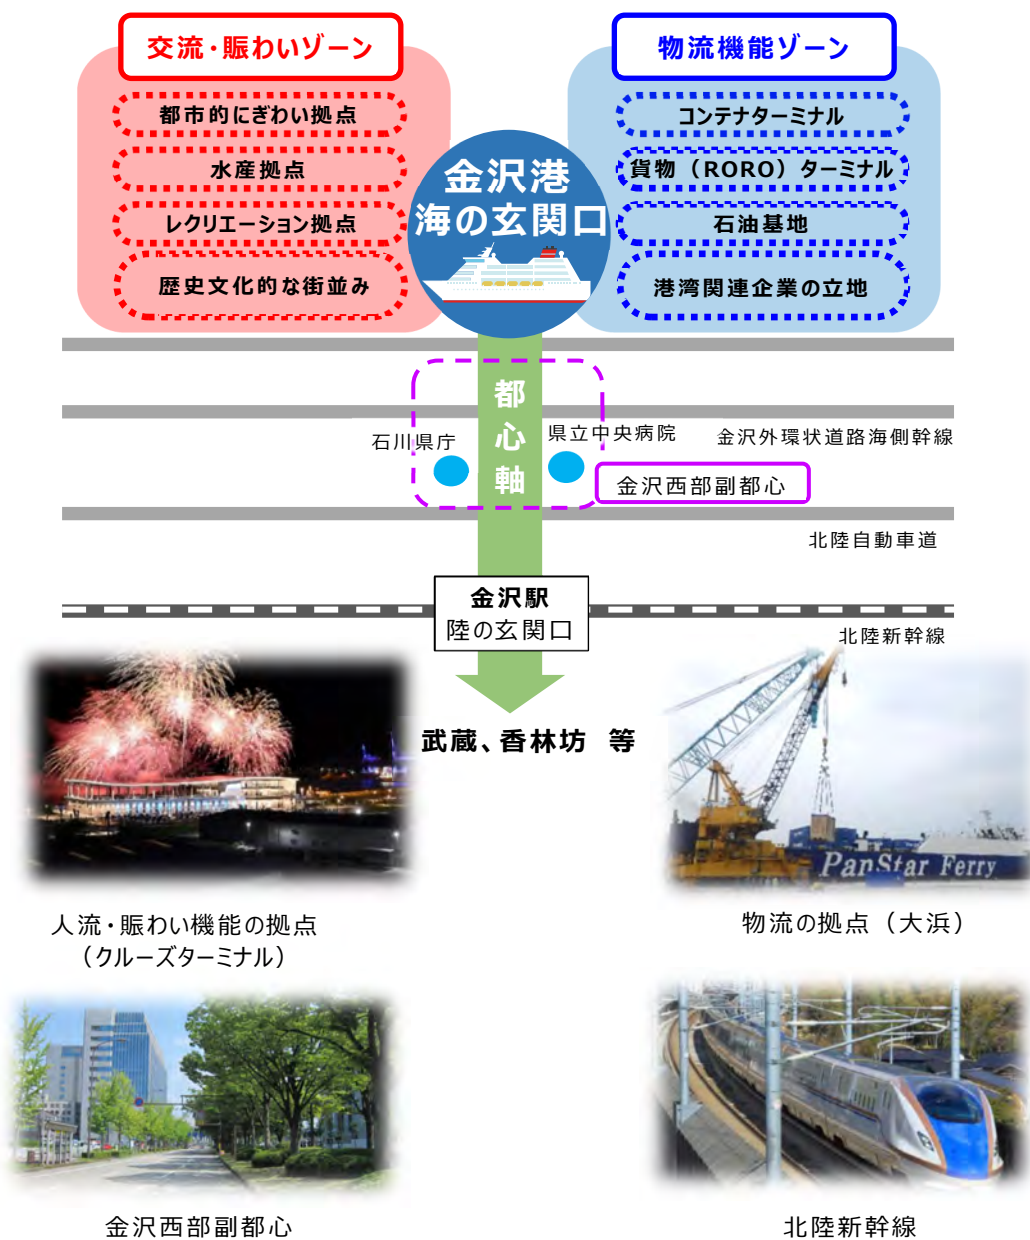 交流・賑わいゾーン
都市的にぎわい拠点
水産拠点
レクリエーション拠点
歴史文化的な街並み
金沢港
海の玄関口
物流機能ゾーン
コンテナターミナル
貨物（RORO）ターミナル
石油基地
港湾関連企業の立地
都心軸
石川県庁
県立中央病院
金沢外環状道路海側幹線
金沢西部副都心
北陸自動車道
金沢駅
陸の玄関口
北陸新幹線
武蔵、香林坊 等
PanStar Ferry
人流・賑わい機能の拠点
（クルーズターミナル）
物流の拠点（大浜）
金沢西部副都心
北陸新幹線